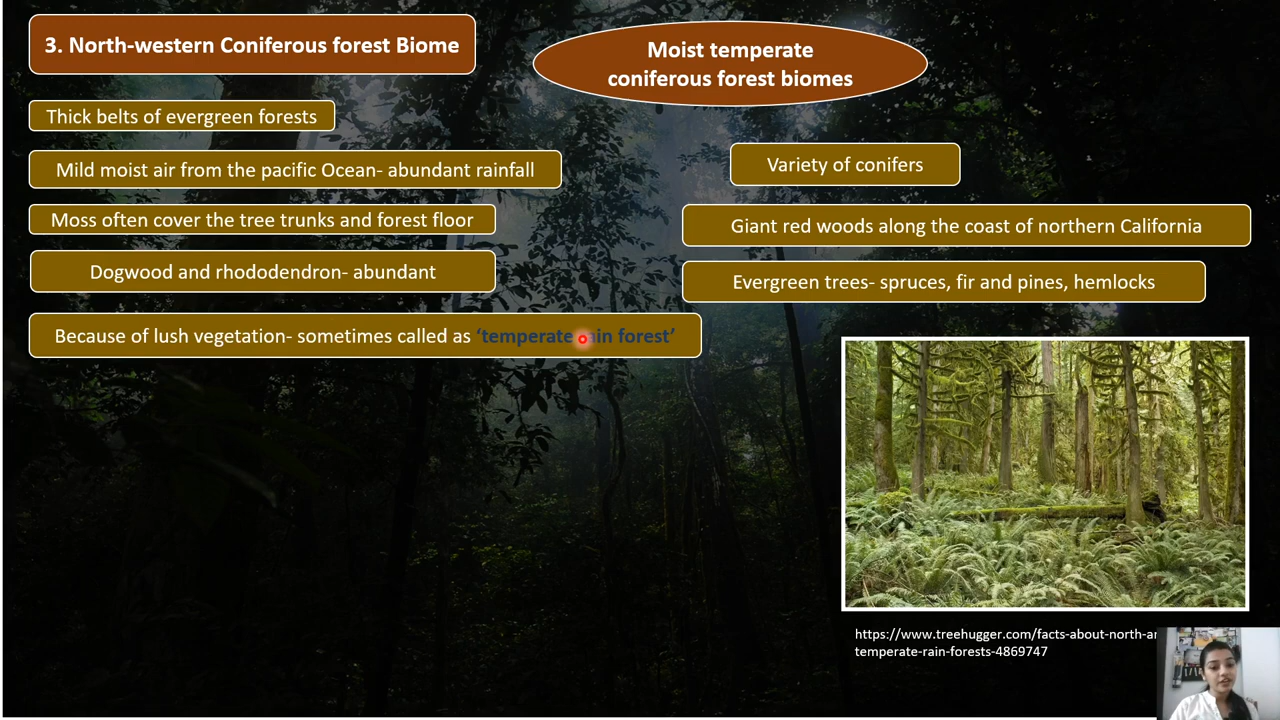 3. North-western Coniferous forest Biome
Moist temperate
coniferous forest biomes
Thick belts of evergreen forests
Mild moist air from the pacific Ocean- abundant rainfall
Moss often cover the tree trunks and forest floor
Dogwood and rhododendron- abundant
Because of lush vegetation- sometimes called as ‘temperate rain forest’
Variety of conifers
Giant red woods along the coast of northern California
Evergreen trees- spruces, fir and pines, hemlocks
https://www.treehugger.com/facts-about-north-
temperate-rain-forests-4869747